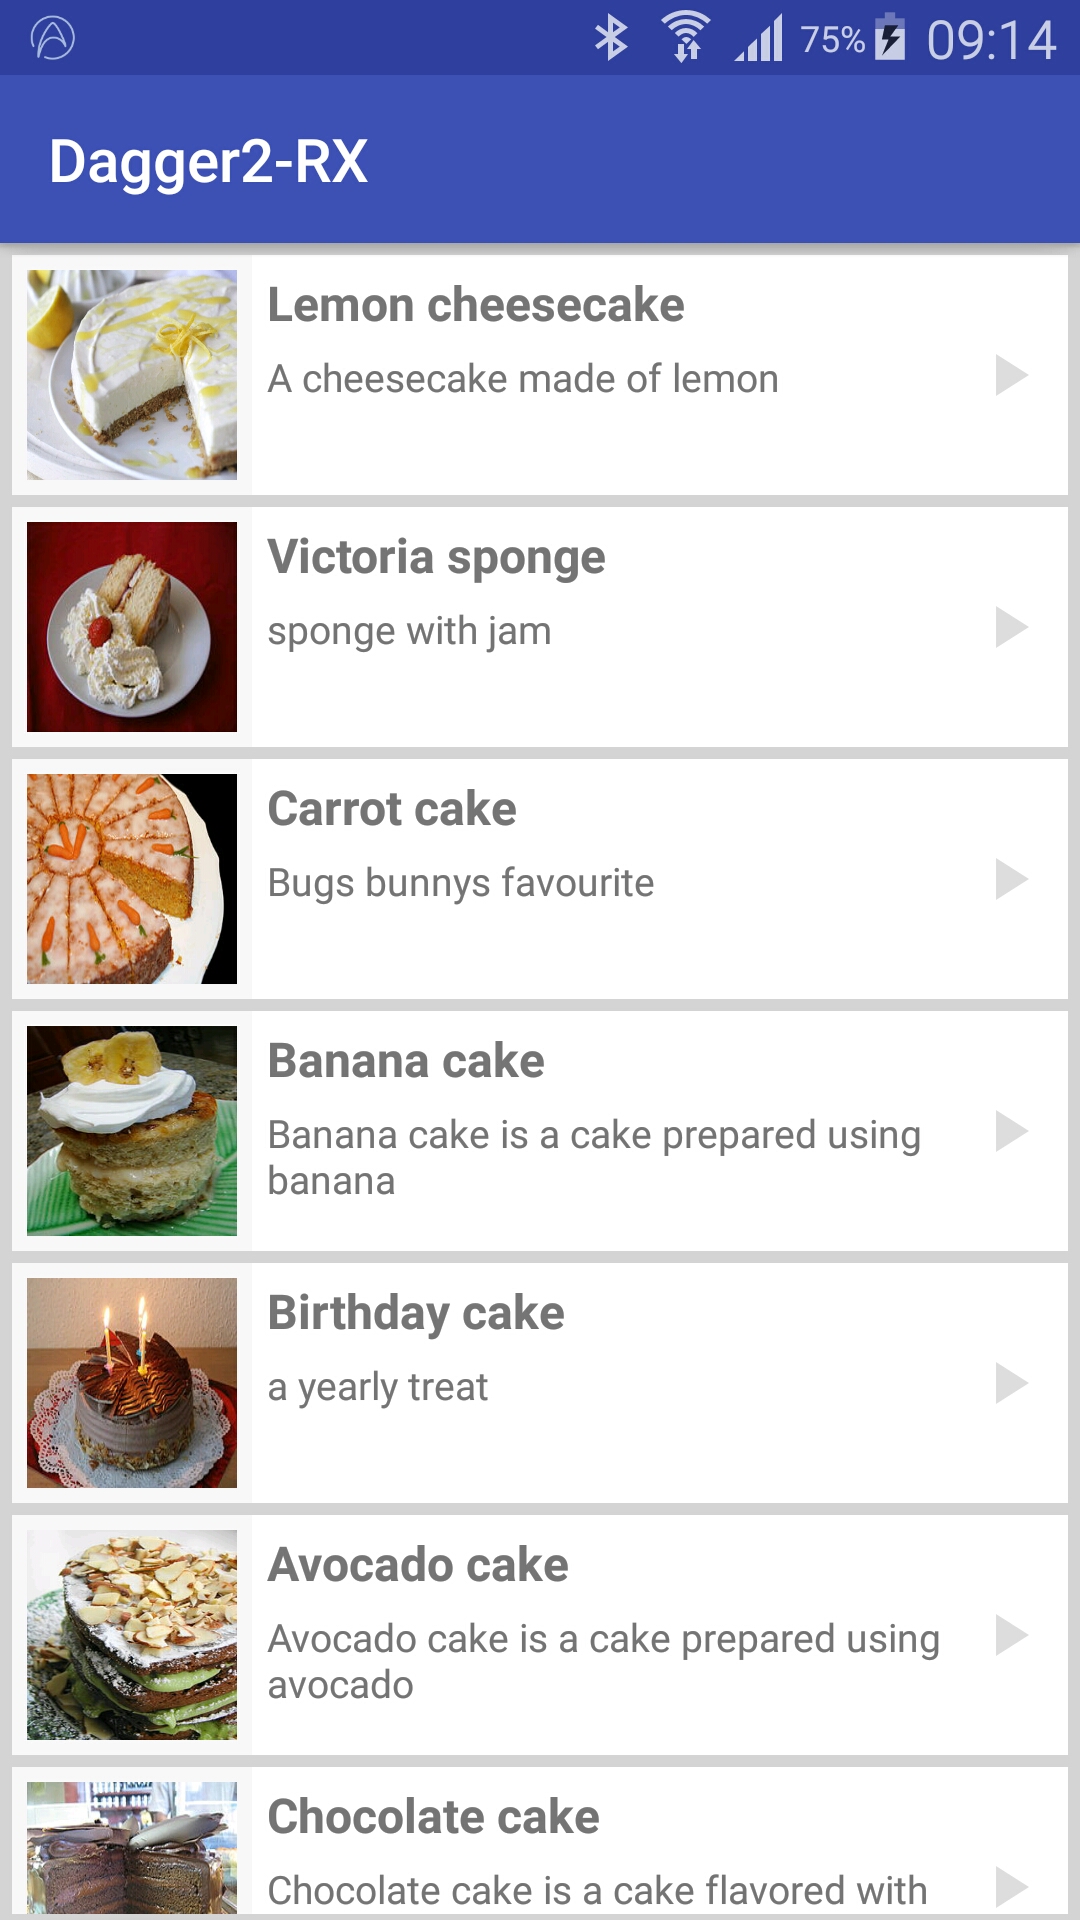 75% 09:14
Dagger2-RX
Lemon cheesecake
A cheesecake made of lemon
Victoria sponge
sponge with jam
Carrot cake
Bugs bunnys favourite
Banana cake
Banana cake is a cake prepared using
banana
Birthday cake
a yearly treat
Avocado cake
Avocado cake is a cake prepared using
avocado
Chocolate cake
Chocolate cake is a cake flavored with